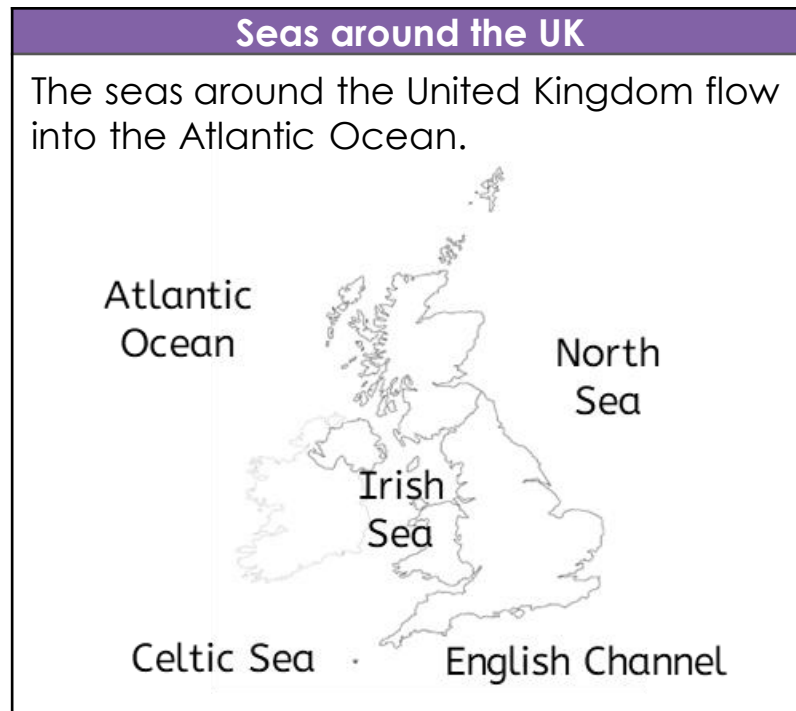 Seas around the UK
The seas around the United Kingdom flow
into the Atlantic Ocean.
Atlantic
Ocean
North
Sea
Irish
Sea
Celtic Sea
English Channel